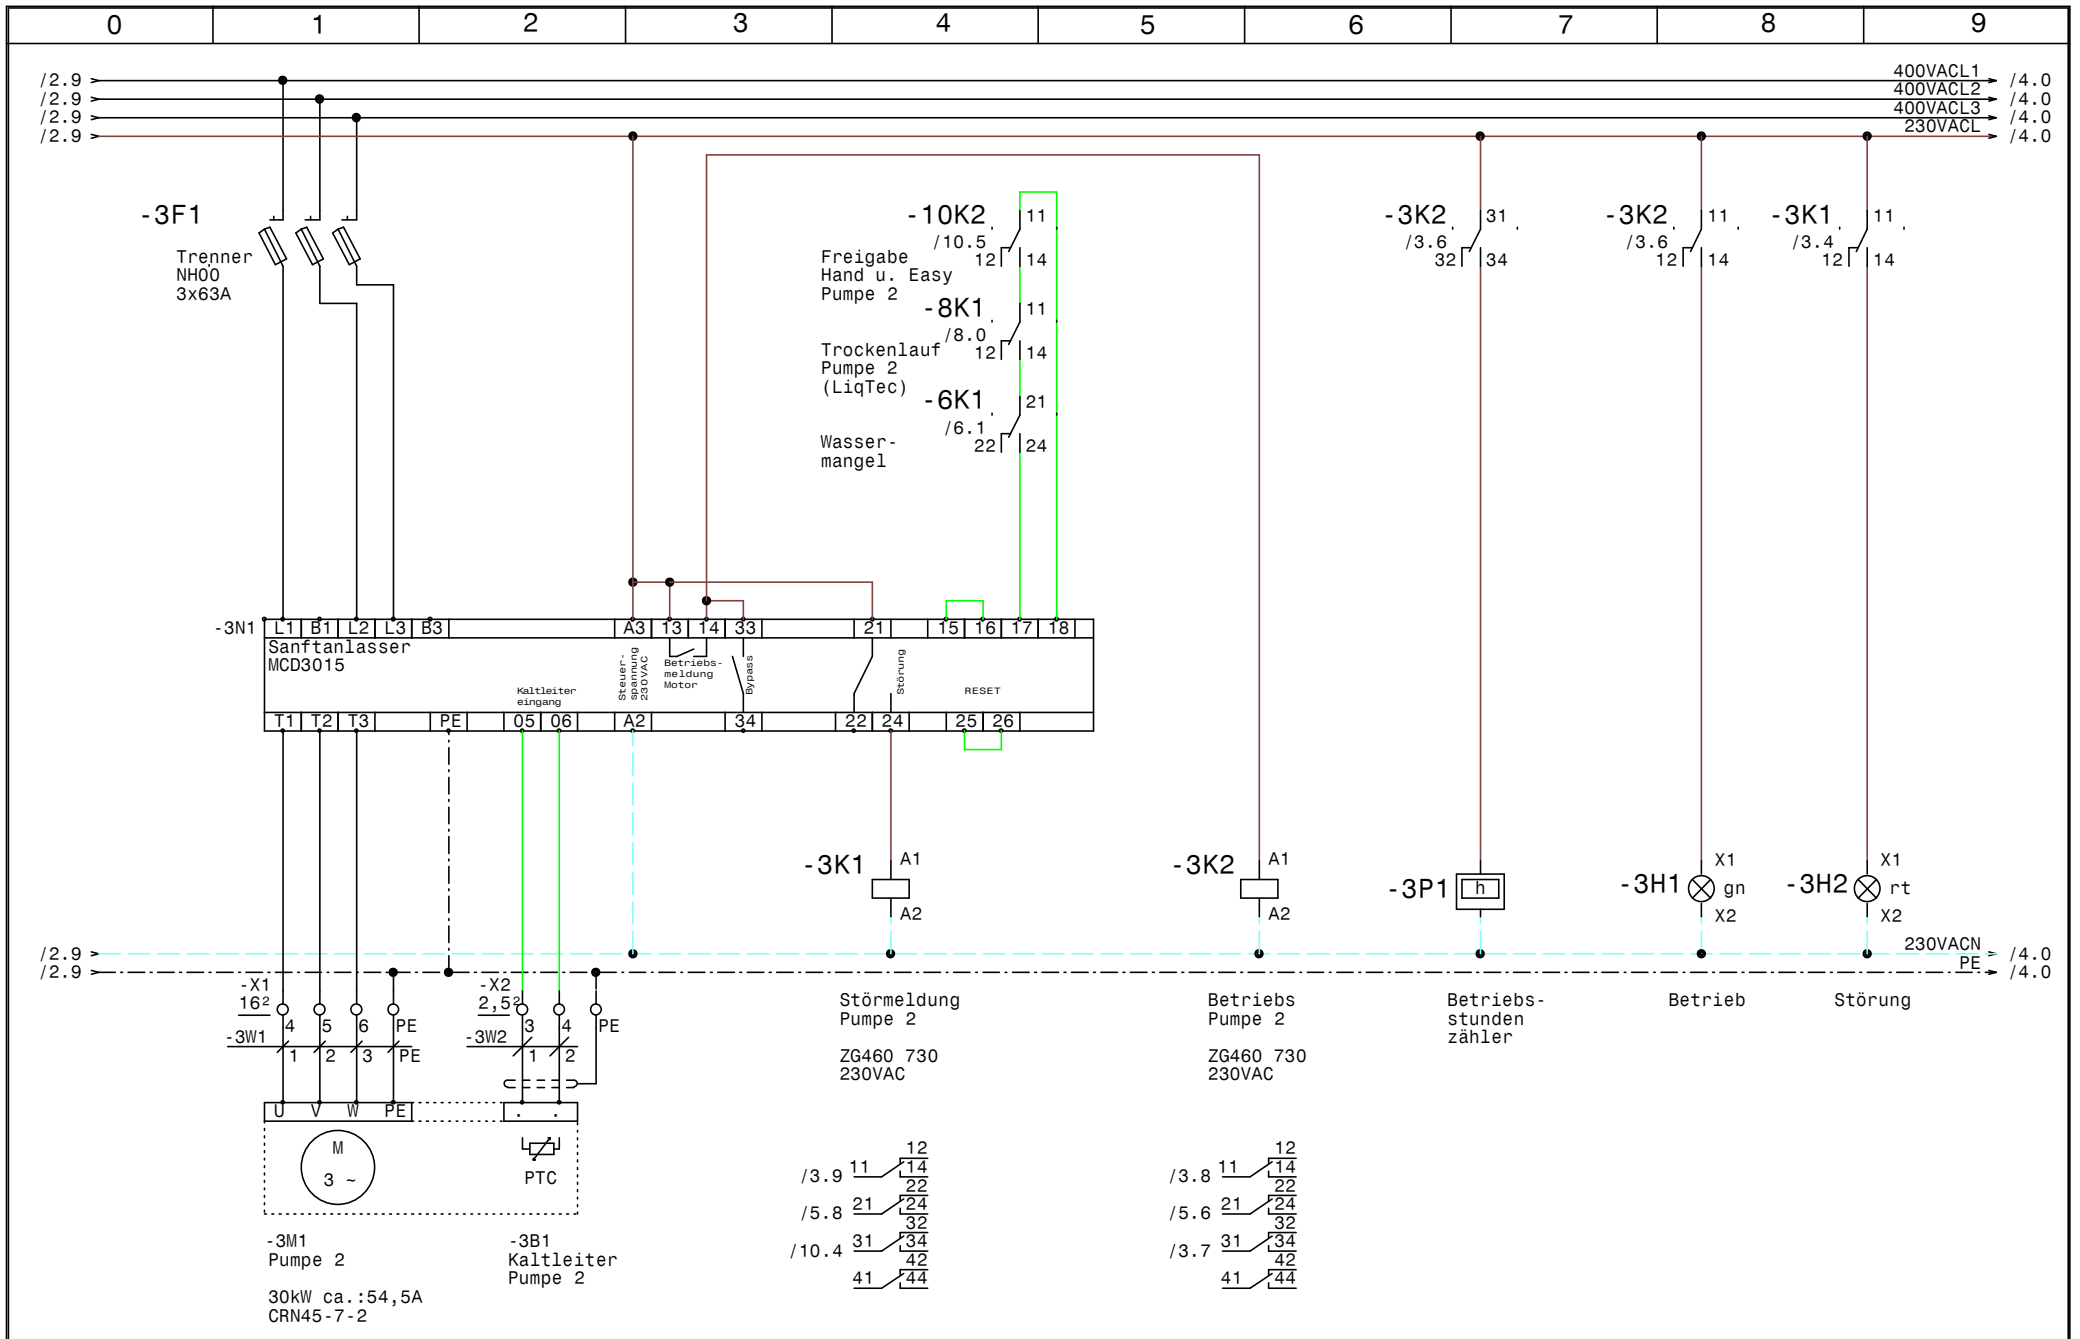 0 1 2 3 4 5 6 7 8 9
/2.9 400VACL1 /4.0
/2.9 400VACL2 /4.0
/2.9 400VACL3 /4.0
/2.9 230VACL /4.0
-3F1
Trenner
NH00
3x63A
-10K2 11
/10.5
12 14
Freigabe
Hand u. Easy
Pumpe 2
-8K1 11
/8.0
12 14
Trockenlauf
Pumpe 2
(LiqTec)
-6K1 21
/6.1
22 24
Wasser-
mangel
-3K2 31
/3.6
32 34
-3K2 11
/3.6
12 14
-3K1 11
/3.4
12 14
-3N1 L1 B1 L2 L3 B3 A3 13 14 33 21 15 16 17 18
Sanftanlasser
MCD3015
Kaltleiter
eingang
Steuer-
spannung
230VAC
Betriebs-
meldung
Motor
Bypass
Störung
RESET
T1 T2 T3 PE 05 06 A2 34 22 24 25 26
-3K1 A1
A2
-3K2 A1
A2
-3P1 h
-3H1 X1
gn
X2
-3H2 X1
rt
X2
/2.9 230VACN /4.0
/2.9 PE /4.0
-X1
16²
4 5 6 PE
-3W1
1 2 3 PE
-X2
2,5²
3 4 PE
-3W2
1 2
U V W PE
M
3 ~
PTC
-3M1
Pumpe 2
30kW ca.:54,5A
CRN45-7-2
-3B1
Kaltleiter
Pumpe 2
Störmeldung
Pumpe 2
ZG460 730
230VAC
Betriebs
Pumpe 2
ZG460 730
230VAC
Betriebs-
stunden
zähler
Betrieb
Störung
12
/3.9 11 14
22
/5.8 21 24
32
/10.4 31 34
42
41 44
12
/3.8 11 14
22
/5.6 21 24
32
/3.7 31 34
42
41 44